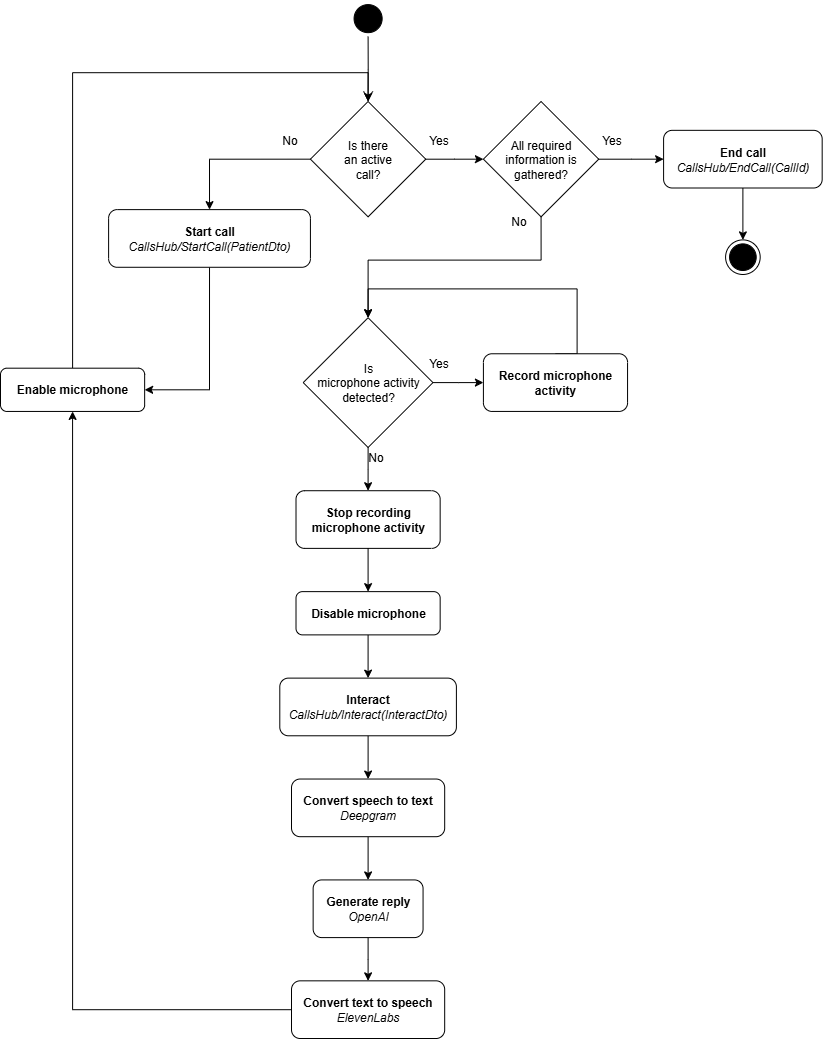 No
Is there
an active
call?
Yes
All required
information is
gathered?
Yes
End call
CallsHub/EndCall(CallId)
No
Start call
CallsHub/StartCall(PatientDto)
Enable microphone
Is
microphone activity
detected?
Yes
Record microphone
activity
No
Stop recording
microphone activity
Disable microphone
Interact
CallsHub/Interact(InteractDto)
Convert speech to text
Deepgram
Generate reply
OpenAI
Convert text to speech
ElevenLabs